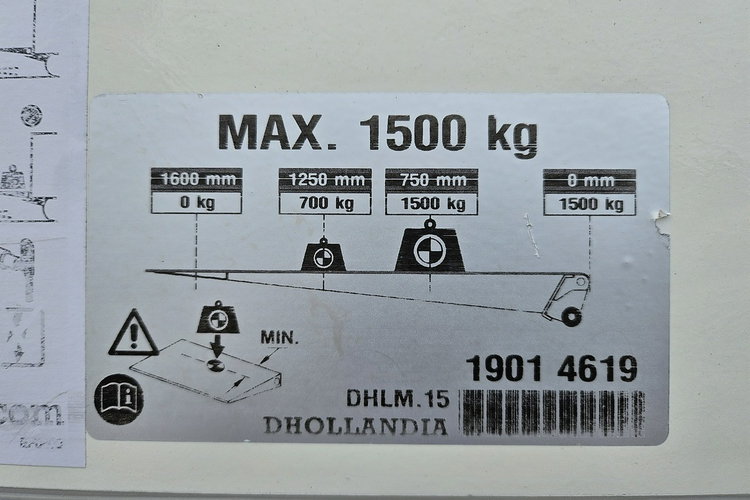 MAX. 1500 kg
1600 mm 1250 mm 750 mm 0 mm
0 kg 700 kg 1500 kg 1500 kg
MIN.
1901 4619
DHLM.15
DHOLLANDIA
com